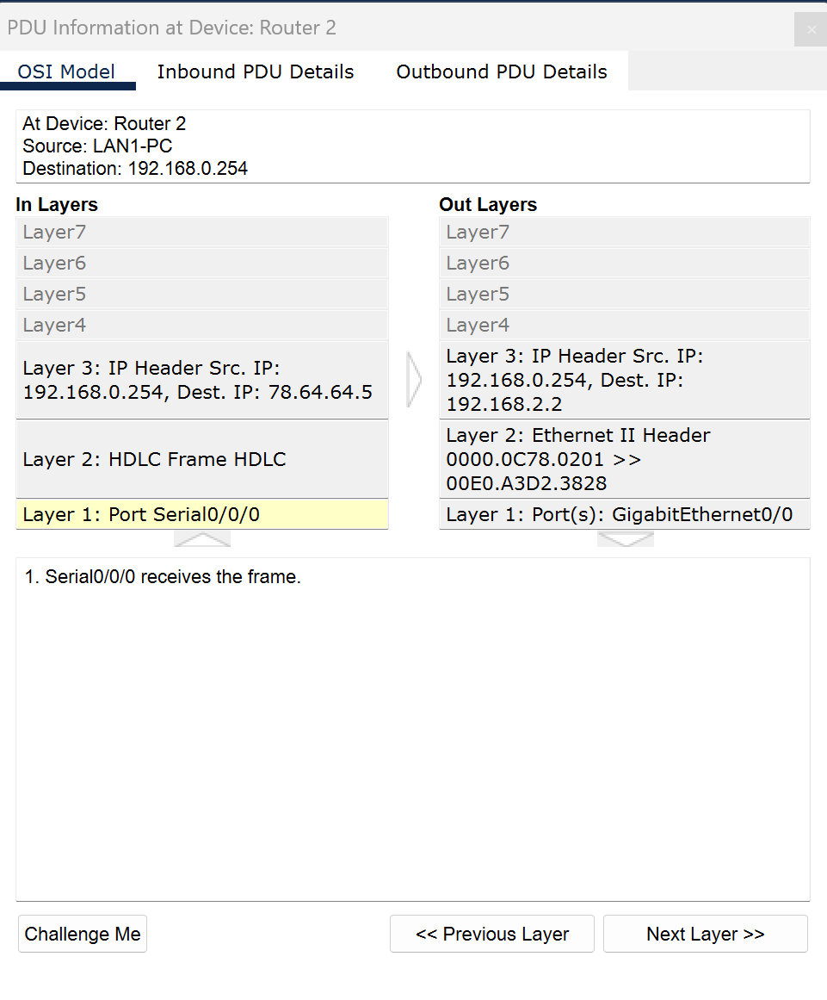 PDU Information at Device: Router 2
×
OSI Model
Inbound PDU Details
Outbound PDU Details
At Device: Router 2
Source: LAN1-PC
Destination: 192.168.0.254
In Layers
Layer7
Layer6
Layer5
Layer4
Layer 3: IP Header Src. IP:
192.168.0.254, Dest. IP: 78.64.64.5
Layer 2: HDLC Frame HDLC
Layer 1: Port Serial0/0/0
Out Layers
Layer7
Layer6
Layer5
Layer4
Layer 3: IP Header Src. IP:
192.168.0.254, Dest. IP:
192.168.2.2
Layer 2: Ethernet II Header
0000.0C78.0201 >>
00E0.A3D2.3828
Layer 1: Port(s): GigabitEthernet0/0
1. Serial0/0/0 receives the frame.
Challenge Me
<< Previous Layer
Next Layer >>